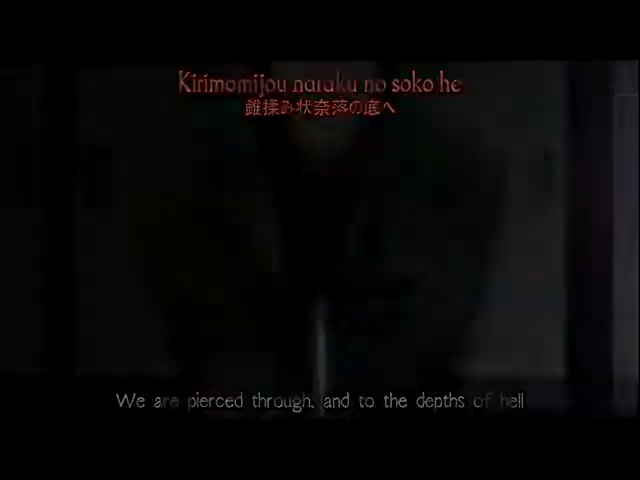 Kirimomijou naraku no soko he
錐揉み状奈落の底へ
We are pierced through, and to the depths of hell